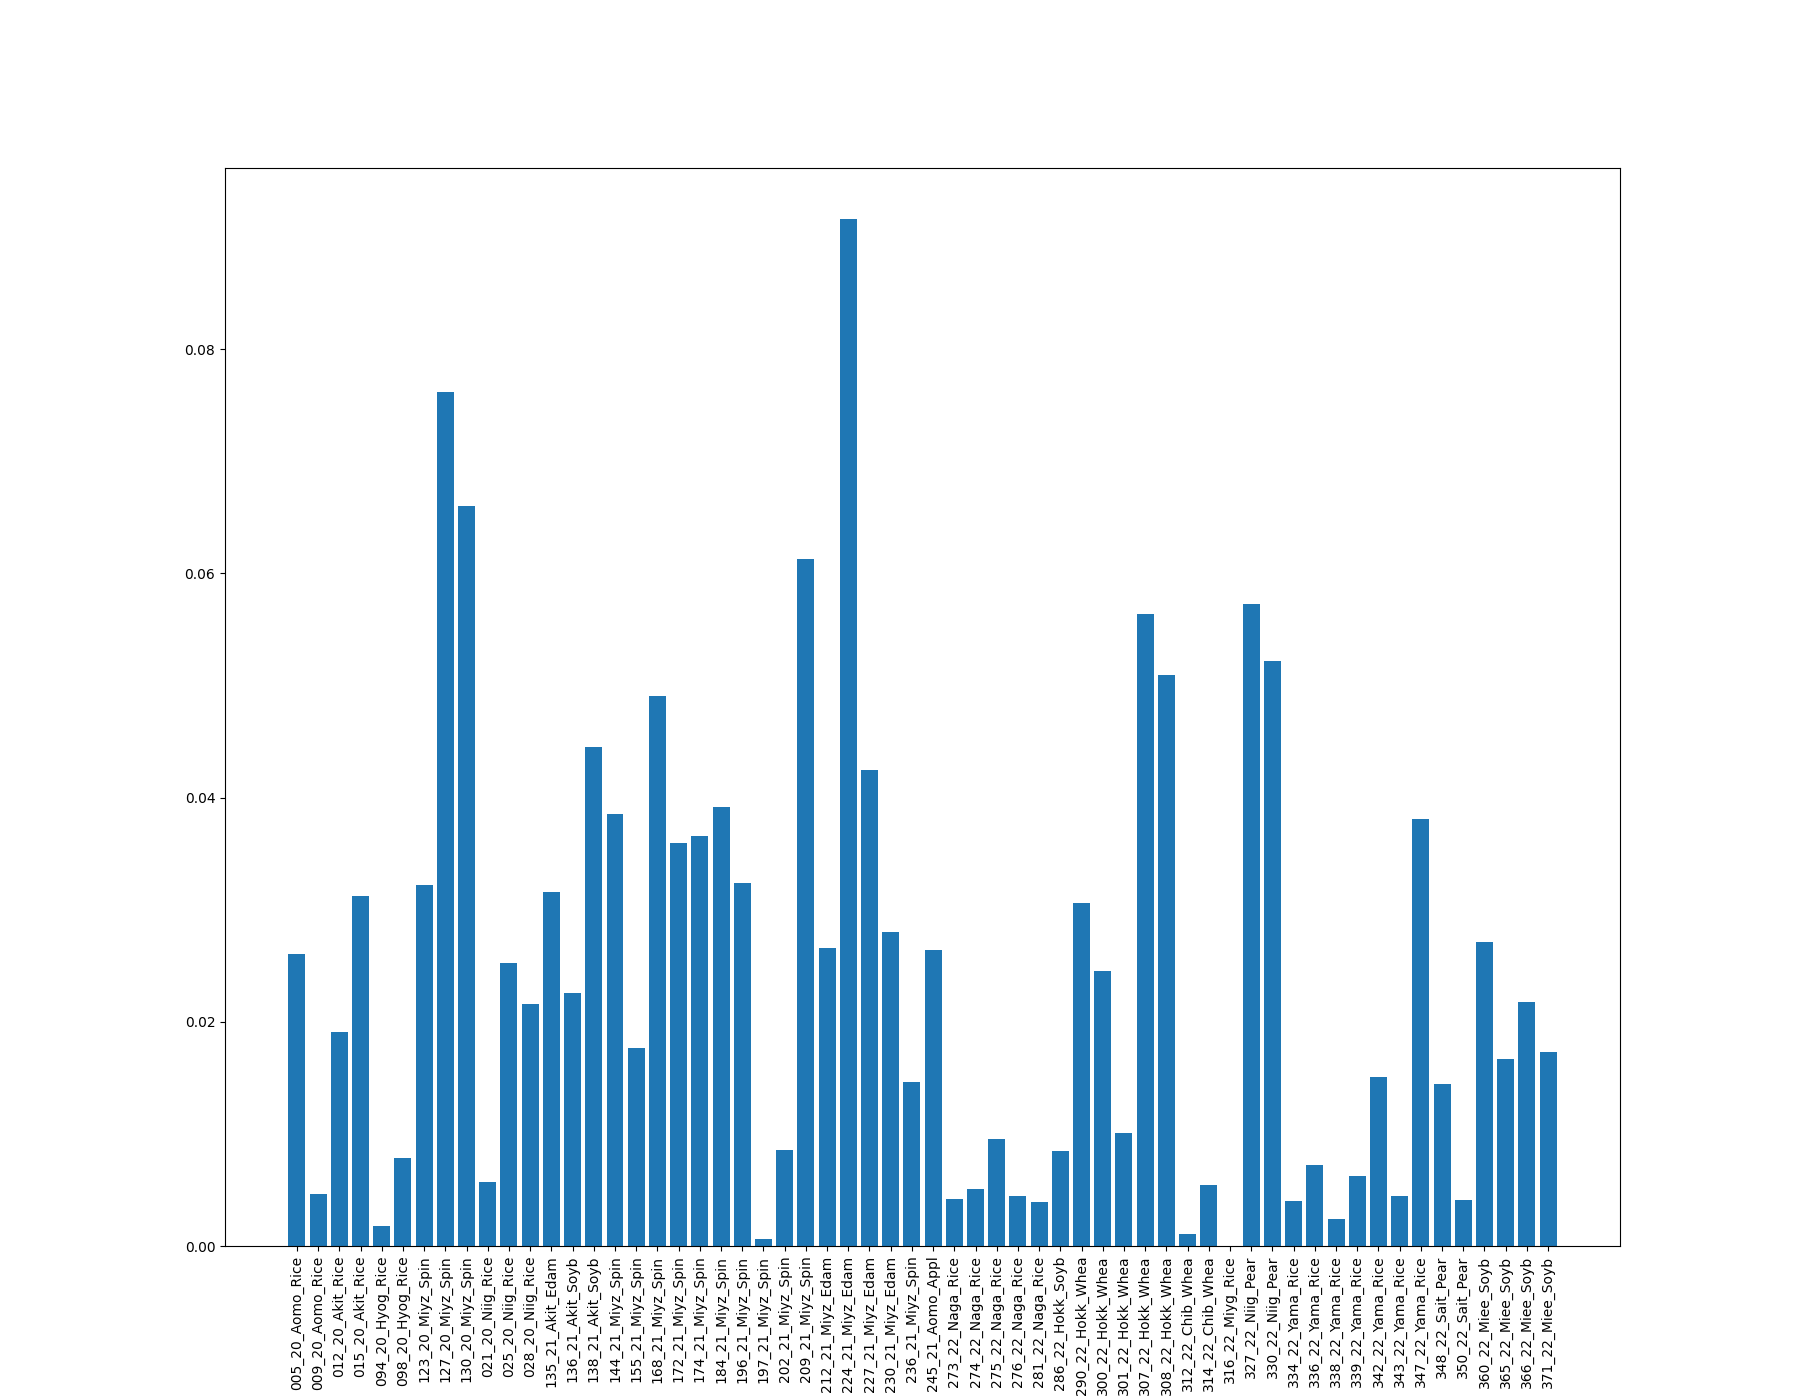 0.08
0.06
0.04
0.02
0.00
005_20_Aomo_Rice
009_20_Aomo_Rice
012_20_Akit_Rice
015_20_Akit_Rice
094_20_Hyog_Rice
098_20_Hyog_Rice
123_20_Miyz_Spin
127_20_Miyz_Spin
130_20_Miyz_Spin
021_20_Niig_Rice
025_20_Niig_Rice
028_20_Niig_Rice
135_21_Akit_Edam
136_21_Akit_Soyb
138_21_Akit_Soyb
144_21_Miyz_Spin
155_21_Miyz_Spin
168_21_Miyz_Spin
172_21_Miyz_Spin
174_21_Miyz_Spin
184_21_Miyz_Spin
196_21_Miyz_Spin
197_21_Miyz_Spin
202_21_Miyz_Spin
209_21_Miyz_Spin
212_21_Miyz_Edam
224_21_Miyz_Edam
227_21_Miyz_Edam
230_21_Miyz_Edam
236_21_Miyz_Spin
245_21_Aomo_Appl
273_22_Naga_Rice
274_22_Naga_Rice
275_22_Naga_Rice
276_22_Naga_Rice
281_22_Naga_Rice
286_22_Hokk_Soyb
290_22_Hokk_Whea
300_22_Hokk_Whea
301_22_Hokk_Whea
307_22_Hokk_Whea
308_22_Hokk_Whea
312_22_Chib_Whea
314_22_Chib_Whea
316_22_Miyg_Rice
327_22_Niig_Pear
330_22_Niig_Pear
334_22_Yama_Rice
336_22_Yama_Rice
338_22_Yama_Rice
339_22_Yama_Rice
342_22_Yama_Rice
343_22_Yama_Rice
347_22_Yama_Rice
348_22_Sait_Pear
350_22_Sait_Pear
360_22_Miee_Soyb
365_22_Miee_Soyb
366_22_Miee_Soyb
371_22_Miee_Soyb